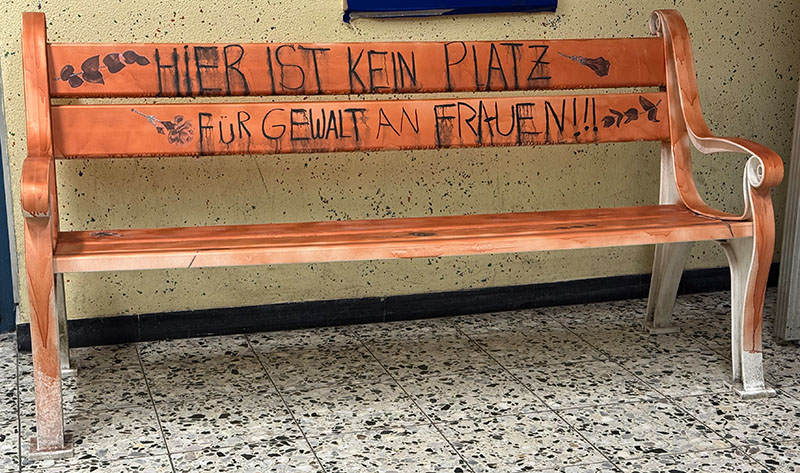 HIER IST KEIN PLATZ
FÜR GEWALT AN FRAUEN!!!